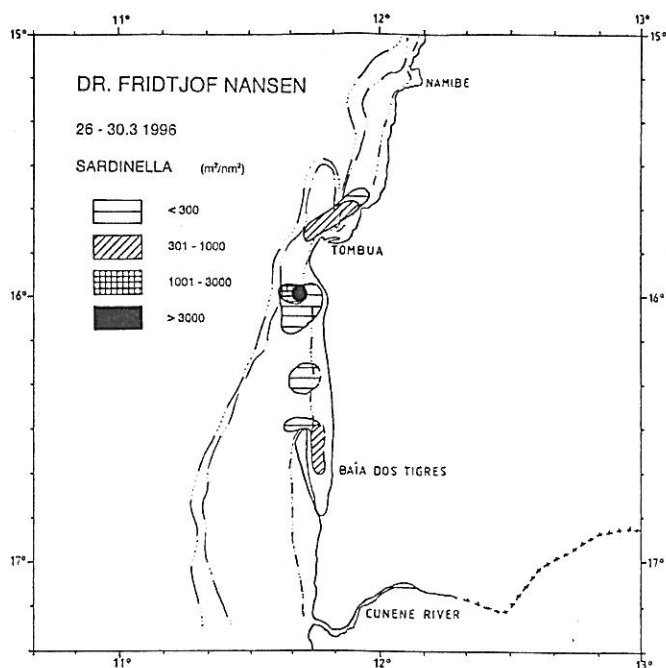 11°
12°
13°
15°
15°
DR. FRIDTJOF NANSEN
NAMIBE
26 - 30.3 1996
SARDINELLA (m²/nm²)
< 300
301 - 1000
TOMBUA
1001 - 3000
16°
16°
> 3000
BAÍA DOS TIGRES
17°
17°
CUNENE RIVER
11°
12°
13°